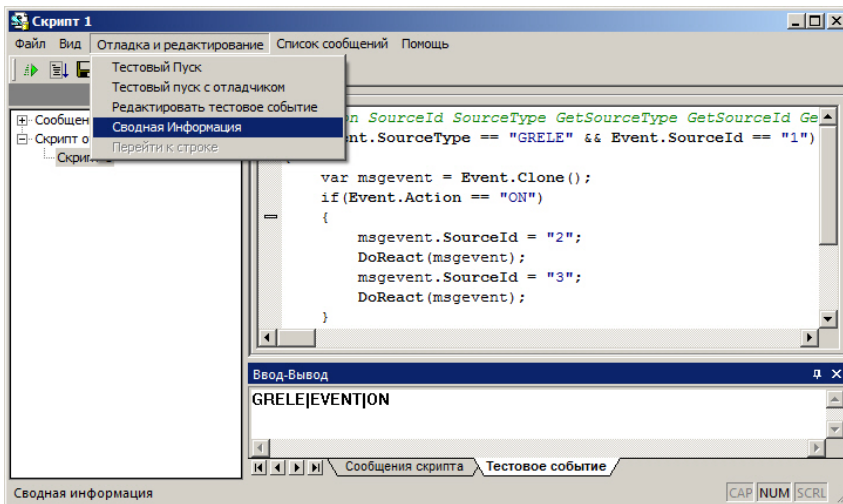 Скрипт 1
Файл Вид Отладка и редактирование Список сообщений Помощь
Тестовый Пуск
Тестовый пуск с отладчиком
Редактировать тестовое событие
Сводная Информация
Перейти к строке
Сообщен
Скрипт о
SourceId SourceType GetSourceType GetSourceId Ge
.SourceType == "GRELE" && Event.SourceId == "1")
var msgevent = Event.Clone();
if(Event.Action == "ON")
{
msgevent.SourceId = "2";
DoReact(msgevent);
msgevent.SourceId = "3";
DoReact(msgevent);
}
Ввод-Вывод
GRELE|EVENT|ON
Сообщения скрипта Тестовое событие
Сводная информация CAP NUM SCRL